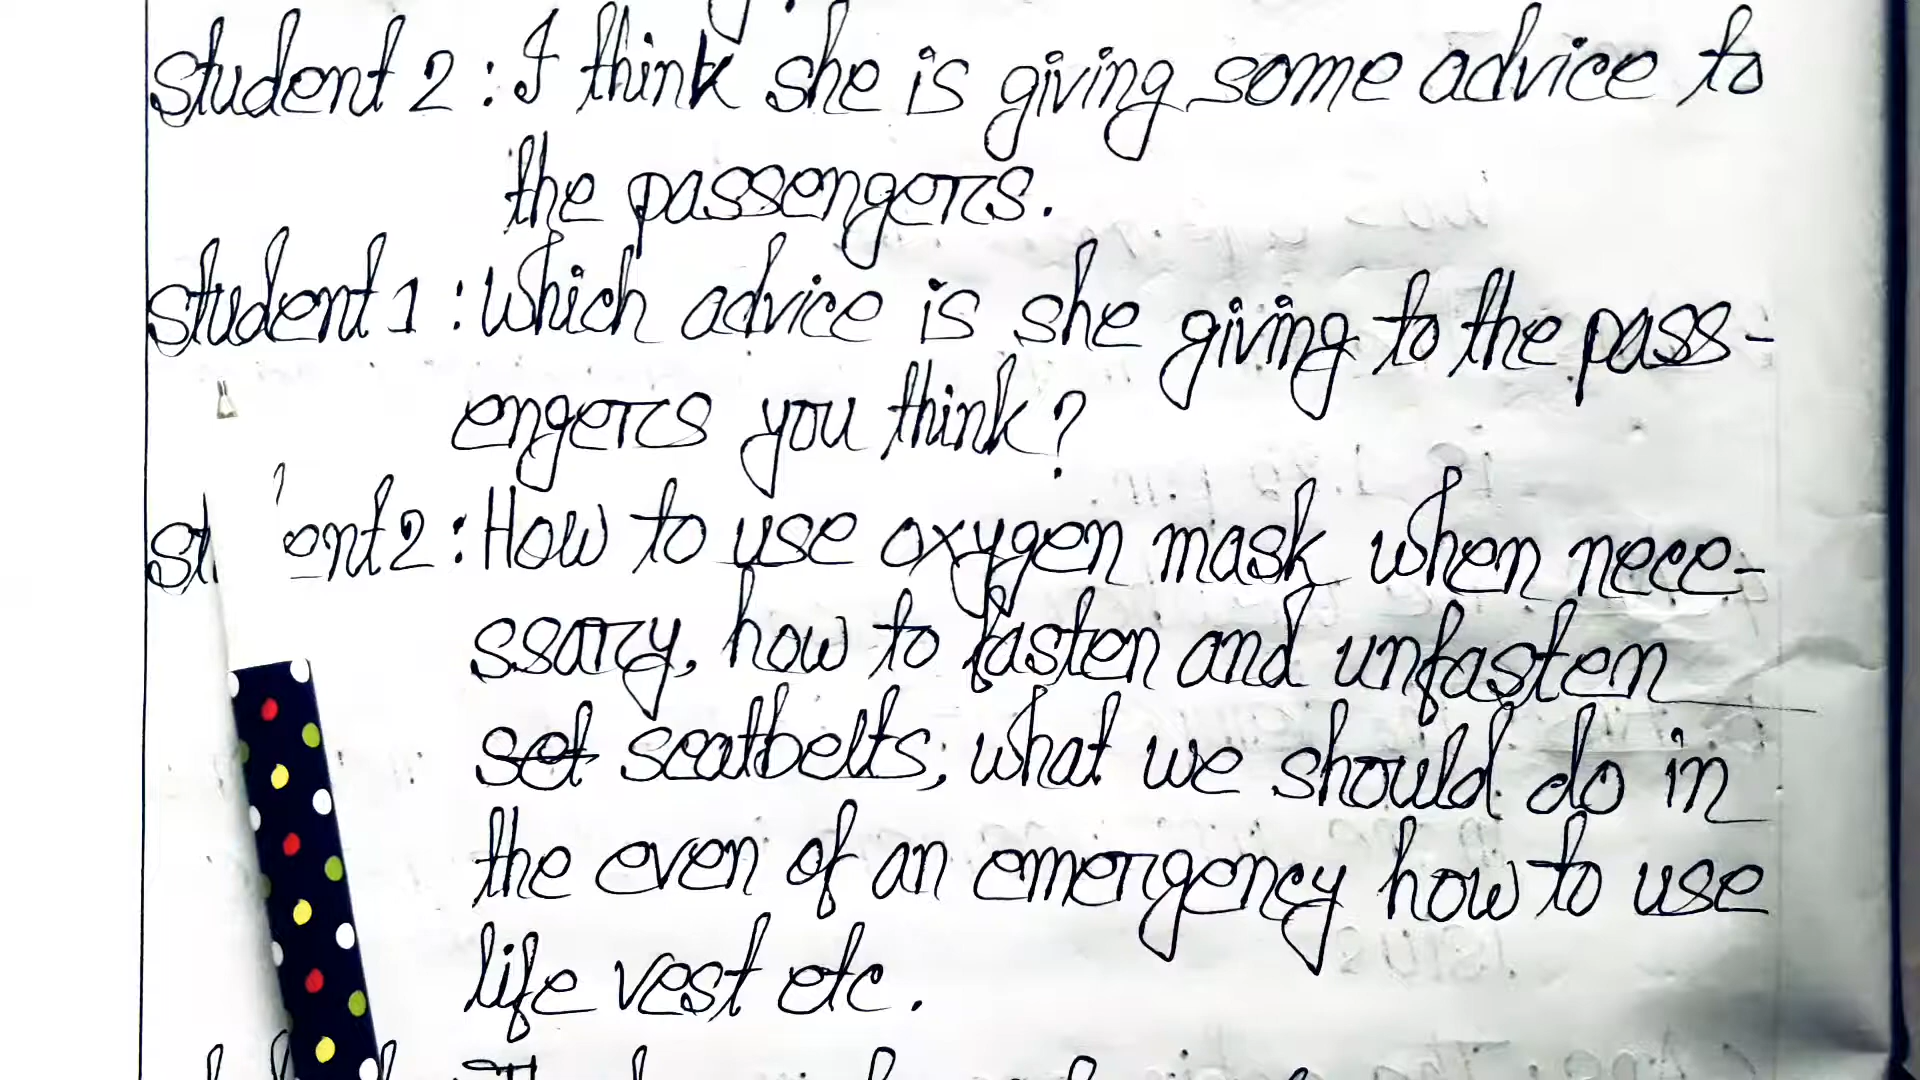 Student 2 : I think she is giving some advice to
the passengers.
Student 1 : Which advice is she giving to the pass-
engers you think?
ent 2 : How to use oxygen mask when nece-
ssary, how to fasten and unfasten
set seatbelts, what we should do in
the even of an emergency how to use
life vest etc.